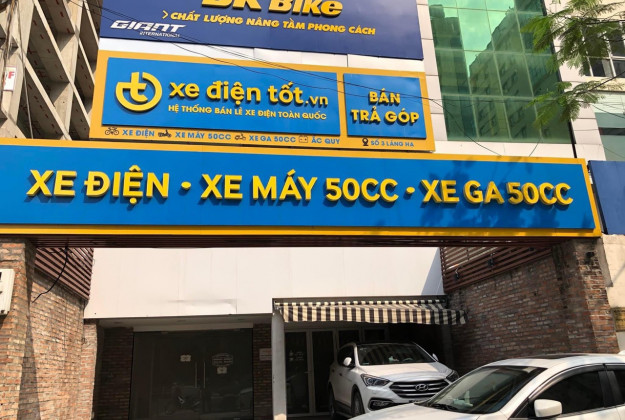 DK Bike
GIANT
INTERNATIONAL
> CHẤT LƯỢNG NÂNG TẦM PHONG CÁCH
xe điện tốt.vn
HỆ THỐNG BÁN LẺ XE ĐIỆN TOÀN QUỐC
BÁN
TRẢ GÓP
XE ĐIỆN XE MÁY 50CC XE GA 50CC ẮC QUY
SỐ 3 LÁNG HẠ
XE ĐIỆN - XE MÁY 50CC - XE GA 50CC